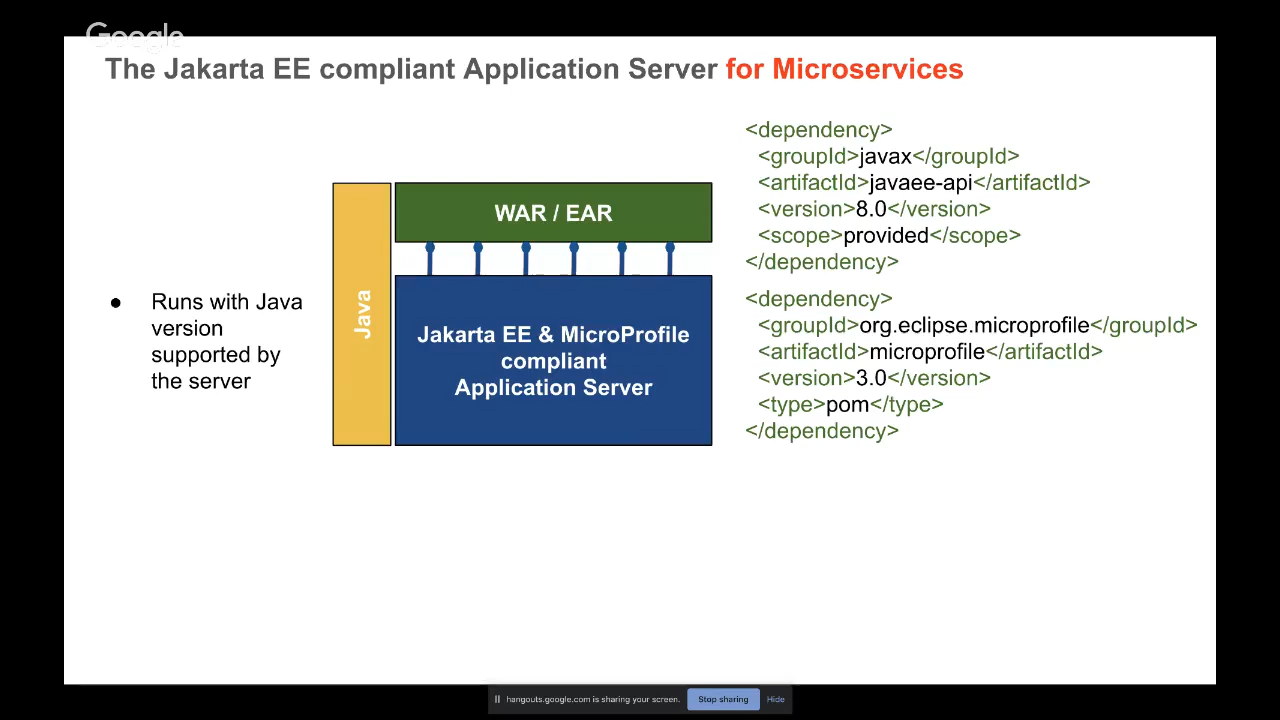 Google
The Jakarta EE compliant Application Server for Microservices
● Runs with Java
version
supported by
the server
Java
WAR / EAR
Jakarta EE & MicroProfile
compliant
Application Server
<dependency>
<groupId>javax</groupId>
<artifactId>javaee-api</artifactId>
<version>8.0</version>
<scope>provided</scope>
</dependency>
<dependency>
<groupId>org.eclipse.microprofile</groupId>
<artifactId>microprofile</artifactId>
<version>3.0</version>
<type>pom</type>
</dependency>
hangouts.google.com is sharing your screen.
Stop sharing
Hide